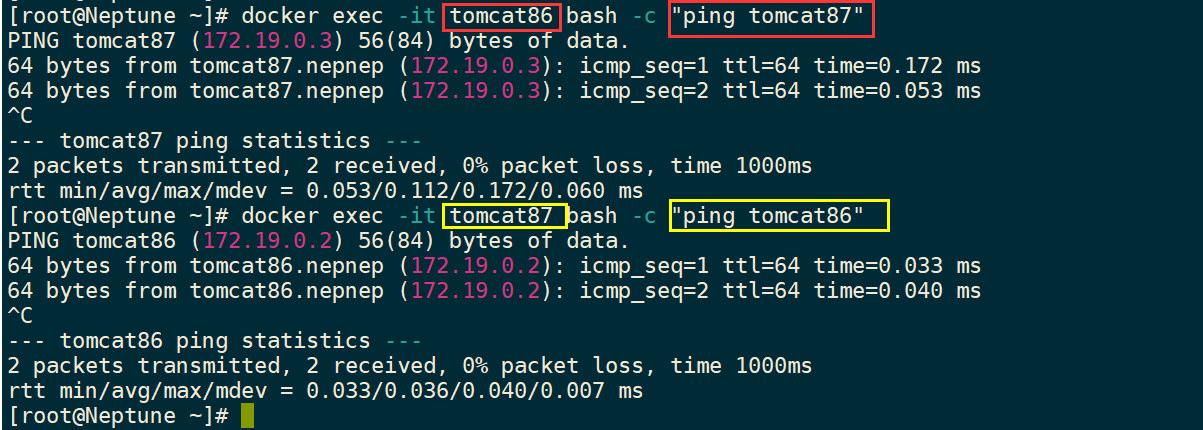 [root@Neptune ~]# docker exec -it tomcat86 bash -c "ping tomcat87"
PING tomcat87 (172.19.0.3) 56(84) bytes of data.
64 bytes from tomcat87.nepnep (172.19.0.3): icmp_seq=1 ttl=64 time=0.172 ms
64 bytes from tomcat87.nepnep (172.19.0.3): icmp_seq=2 ttl=64 time=0.053 ms
^C
--- tomcat87 ping statistics ---
2 packets transmitted, 2 received, 0% packet loss, time 1000ms
rtt min/avg/max/mdev = 0.053/0.112/0.172/0.060 ms
[root@Neptune ~]# docker exec -it tomcat87 bash -c "ping tomcat86"
PING tomcat86 (172.19.0.2) 56(84) bytes of data.
64 bytes from tomcat86.nepnep (172.19.0.2): icmp_seq=1 ttl=64 time=0.033 ms
64 bytes from tomcat86.nepnep (172.19.0.2): icmp_seq=2 ttl=64 time=0.040 ms
^C
--- tomcat86 ping statistics ---
2 packets transmitted, 2 received, 0% packet loss, time 1000ms
rtt min/avg/max/mdev = 0.033/0.036/0.040/0.007 ms
[root@Neptune ~]#